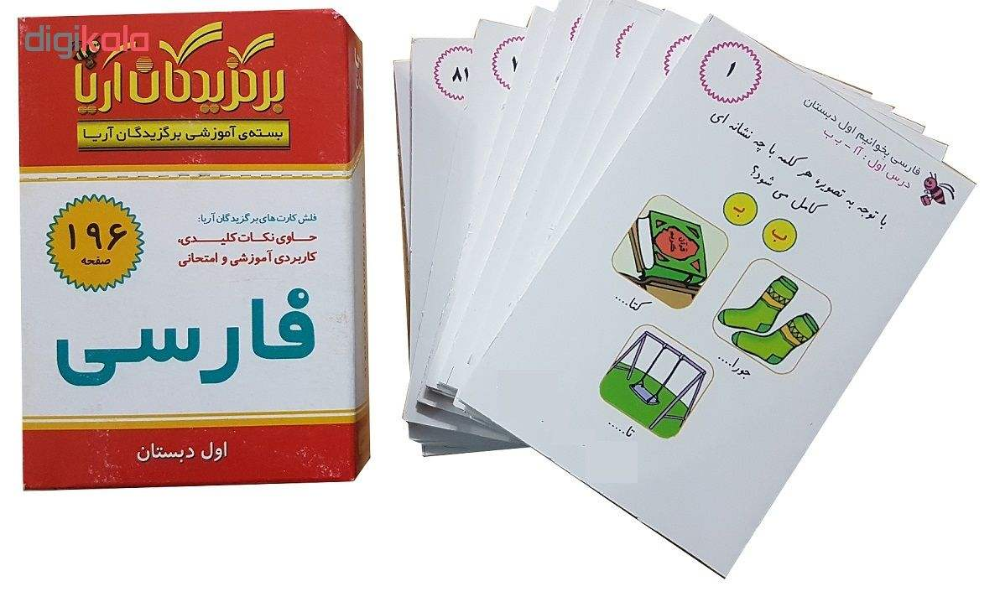 digikala
برگزیدگان آریا
بسته‌ی آموزشی برگزیدگان آریا
فلش کارت های برگزیدگان آریا:
حاوی نکات کلیدی،
کاربردی آموزشی و امتحانی
۱۹۶
صفحه
فارسی
اول دبستان
۸۱
۱
فارسی بخوانیم اول دبستان
درس اول : آ ا - ب ب
با توجه به تصویر، هر کلمه با چه نشانه ای
کامل می شود؟
ب
ب
قرآن
کریم
کتا....
جورا....
تا.....